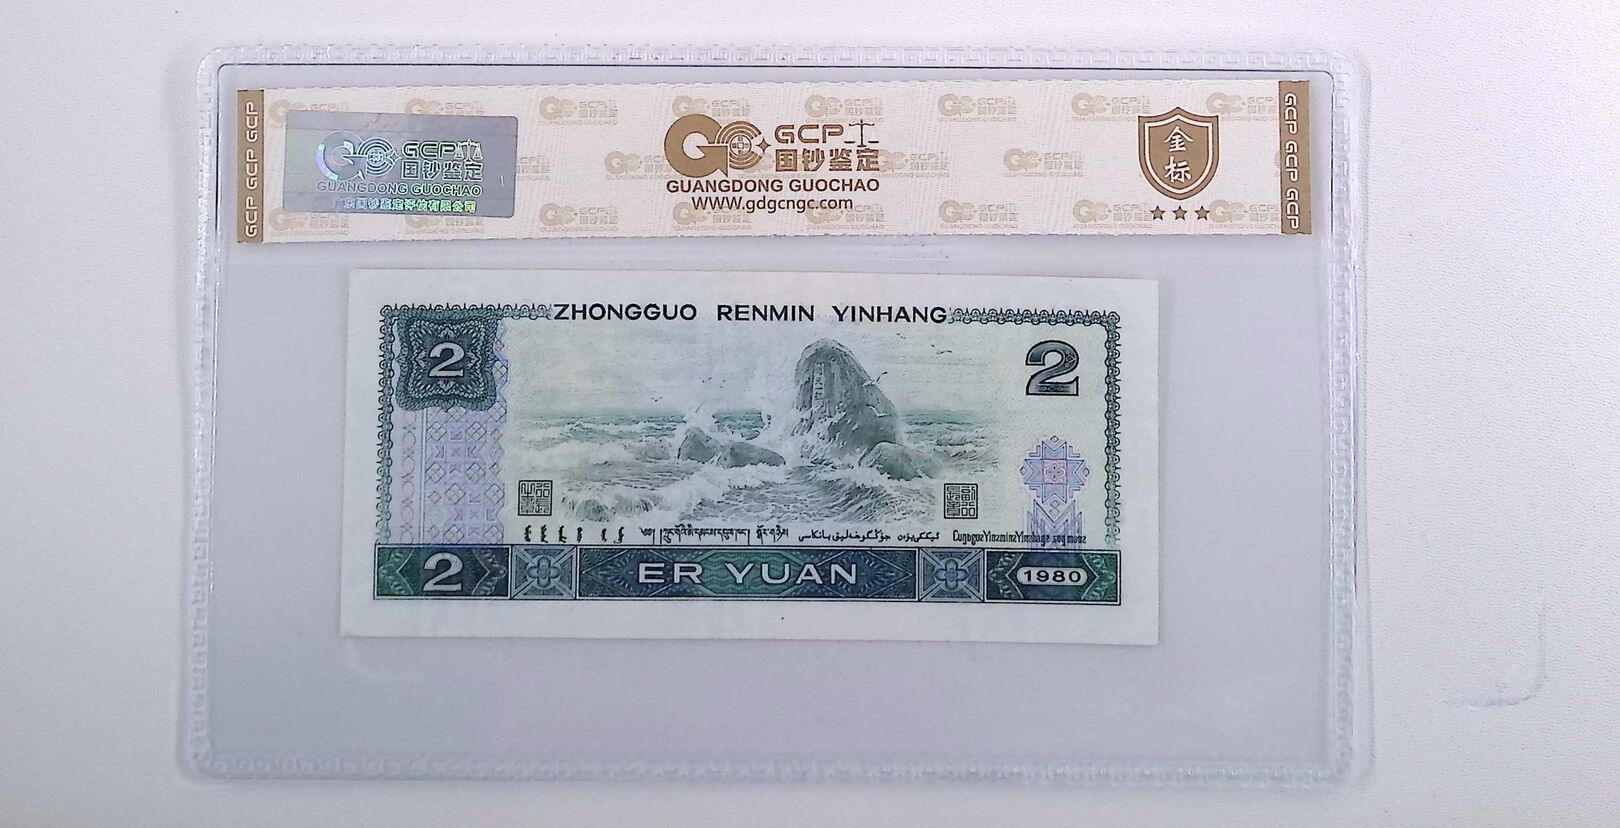 GCP GCP GCP
GCP
国钞鉴定
GUANGDONG GUOCHAO
广东国钞鉴定评估有限公司
GCP
国钞鉴定
GUANGDONG GUOCHAO
WWW.gdgcngc.com
金标
GCP GCP GCP
ZHONGGUO RENMIN YINHANG
2
2
2
ER YUAN
1980